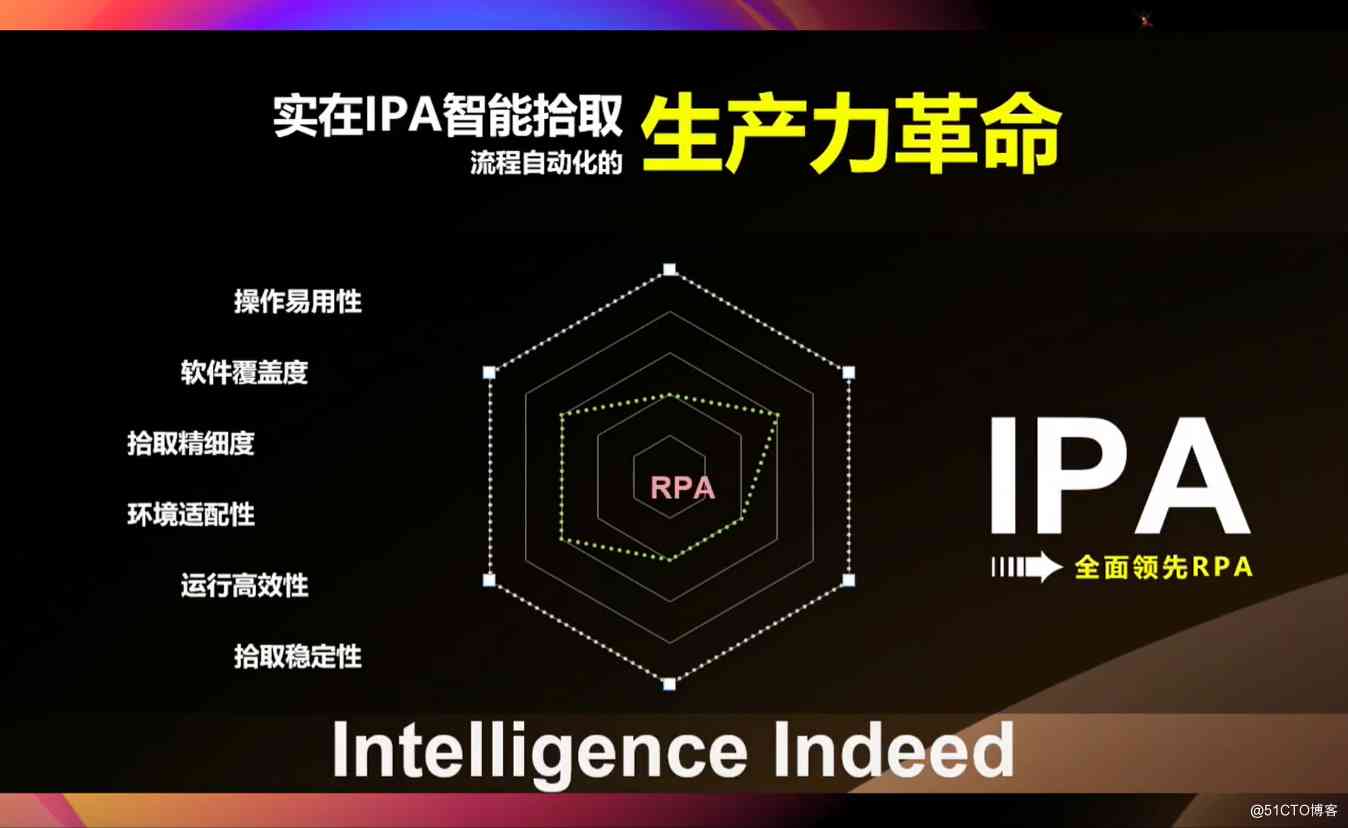 实在IPA智能拾取
流程自动化的
生产力革命
操作易用性
软件覆盖度
拾取精细度
环境适配性
运行高效性
拾取稳定性
RPA
IPA
全面领先RPA
Intelligence Indeed
@51CTO博客